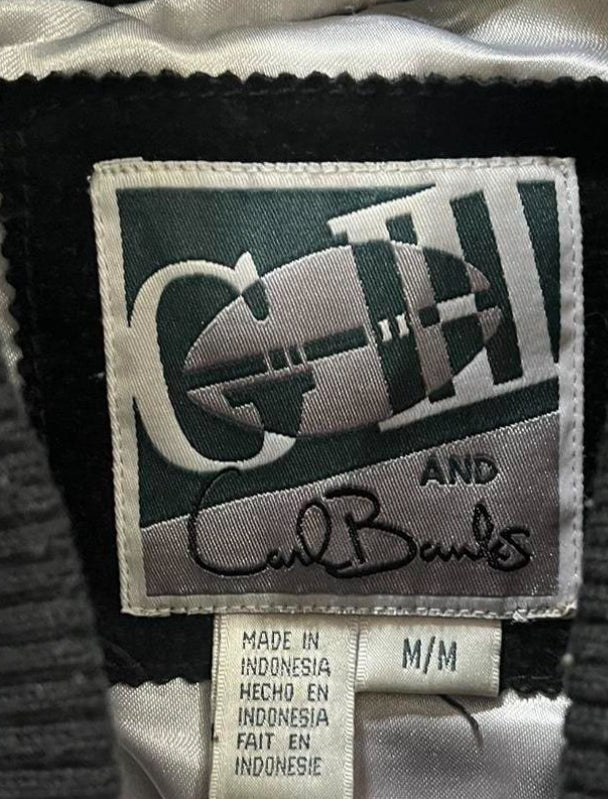 G-III
AND
Carl Banks
MADE IN
INDONESIA
HECHO EN
INDONESIA
FAIT EN
INDONESIE
M/M